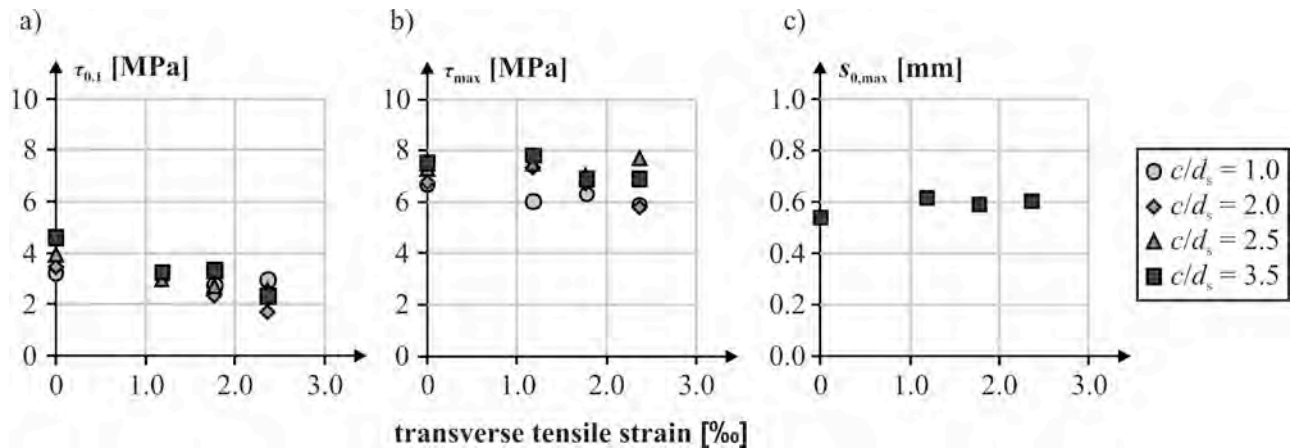 a)
τ0.1 [MPa]
10
8
6
4
2
0
0 1.0 2.0 3.0
b)
τmax [MPa]
10
8
6
4
2
0
0 1.0 2.0 3.0
transverse tensile strain [‰]
c)
s0,max [mm]
1.0
0.8
0.6
0.4
0.2
0.0
0 1.0 2.0 3.0
c/ds = 1.0
c/ds = 2.0
c/ds = 2.5
c/ds = 3.5